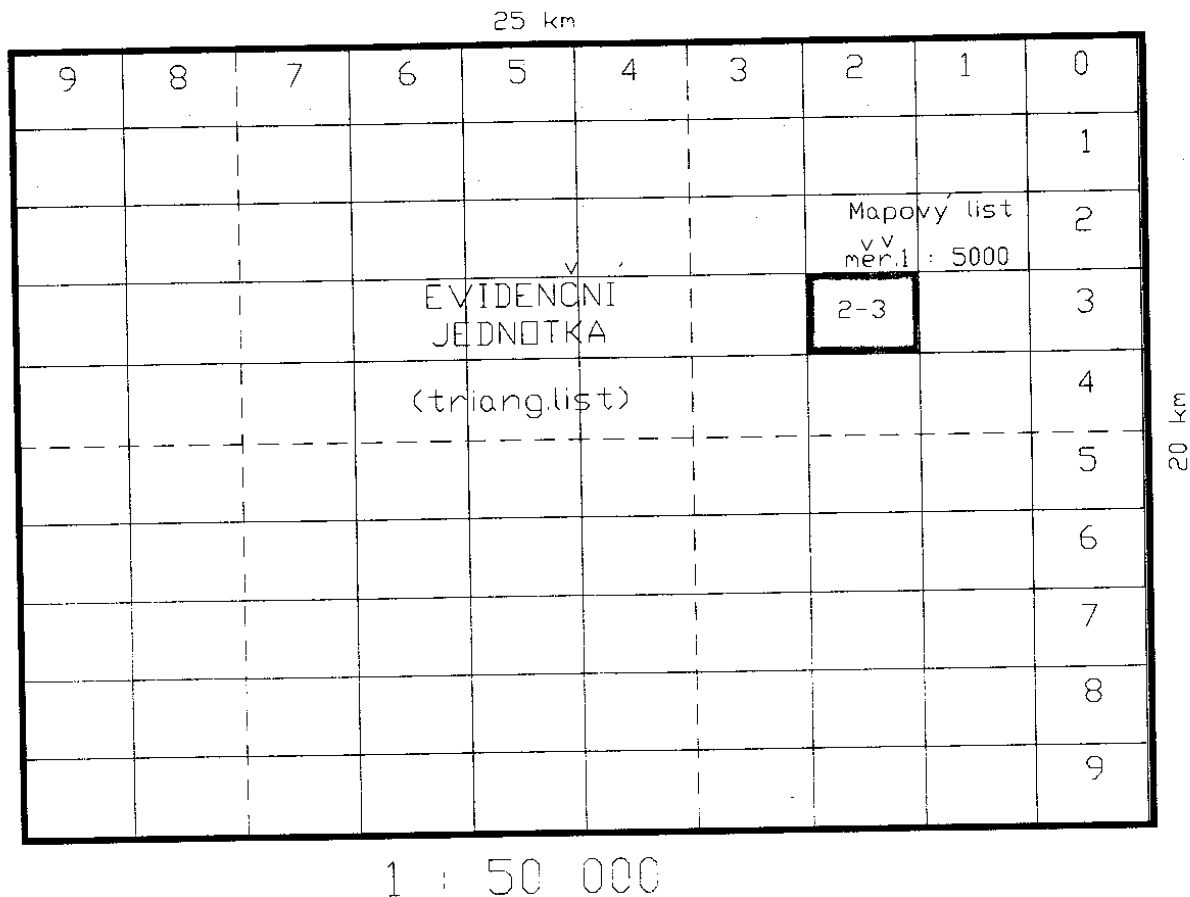 25 km
9 8 7 6 5 4 3 2 1 0
1
Mapový list
2
měř.1 : 5000
EVIDENČNÍ
2-3
3
JEDNOTKA
4
(triang.list)
20 km
5
6
7
8
9
1 : 50 000